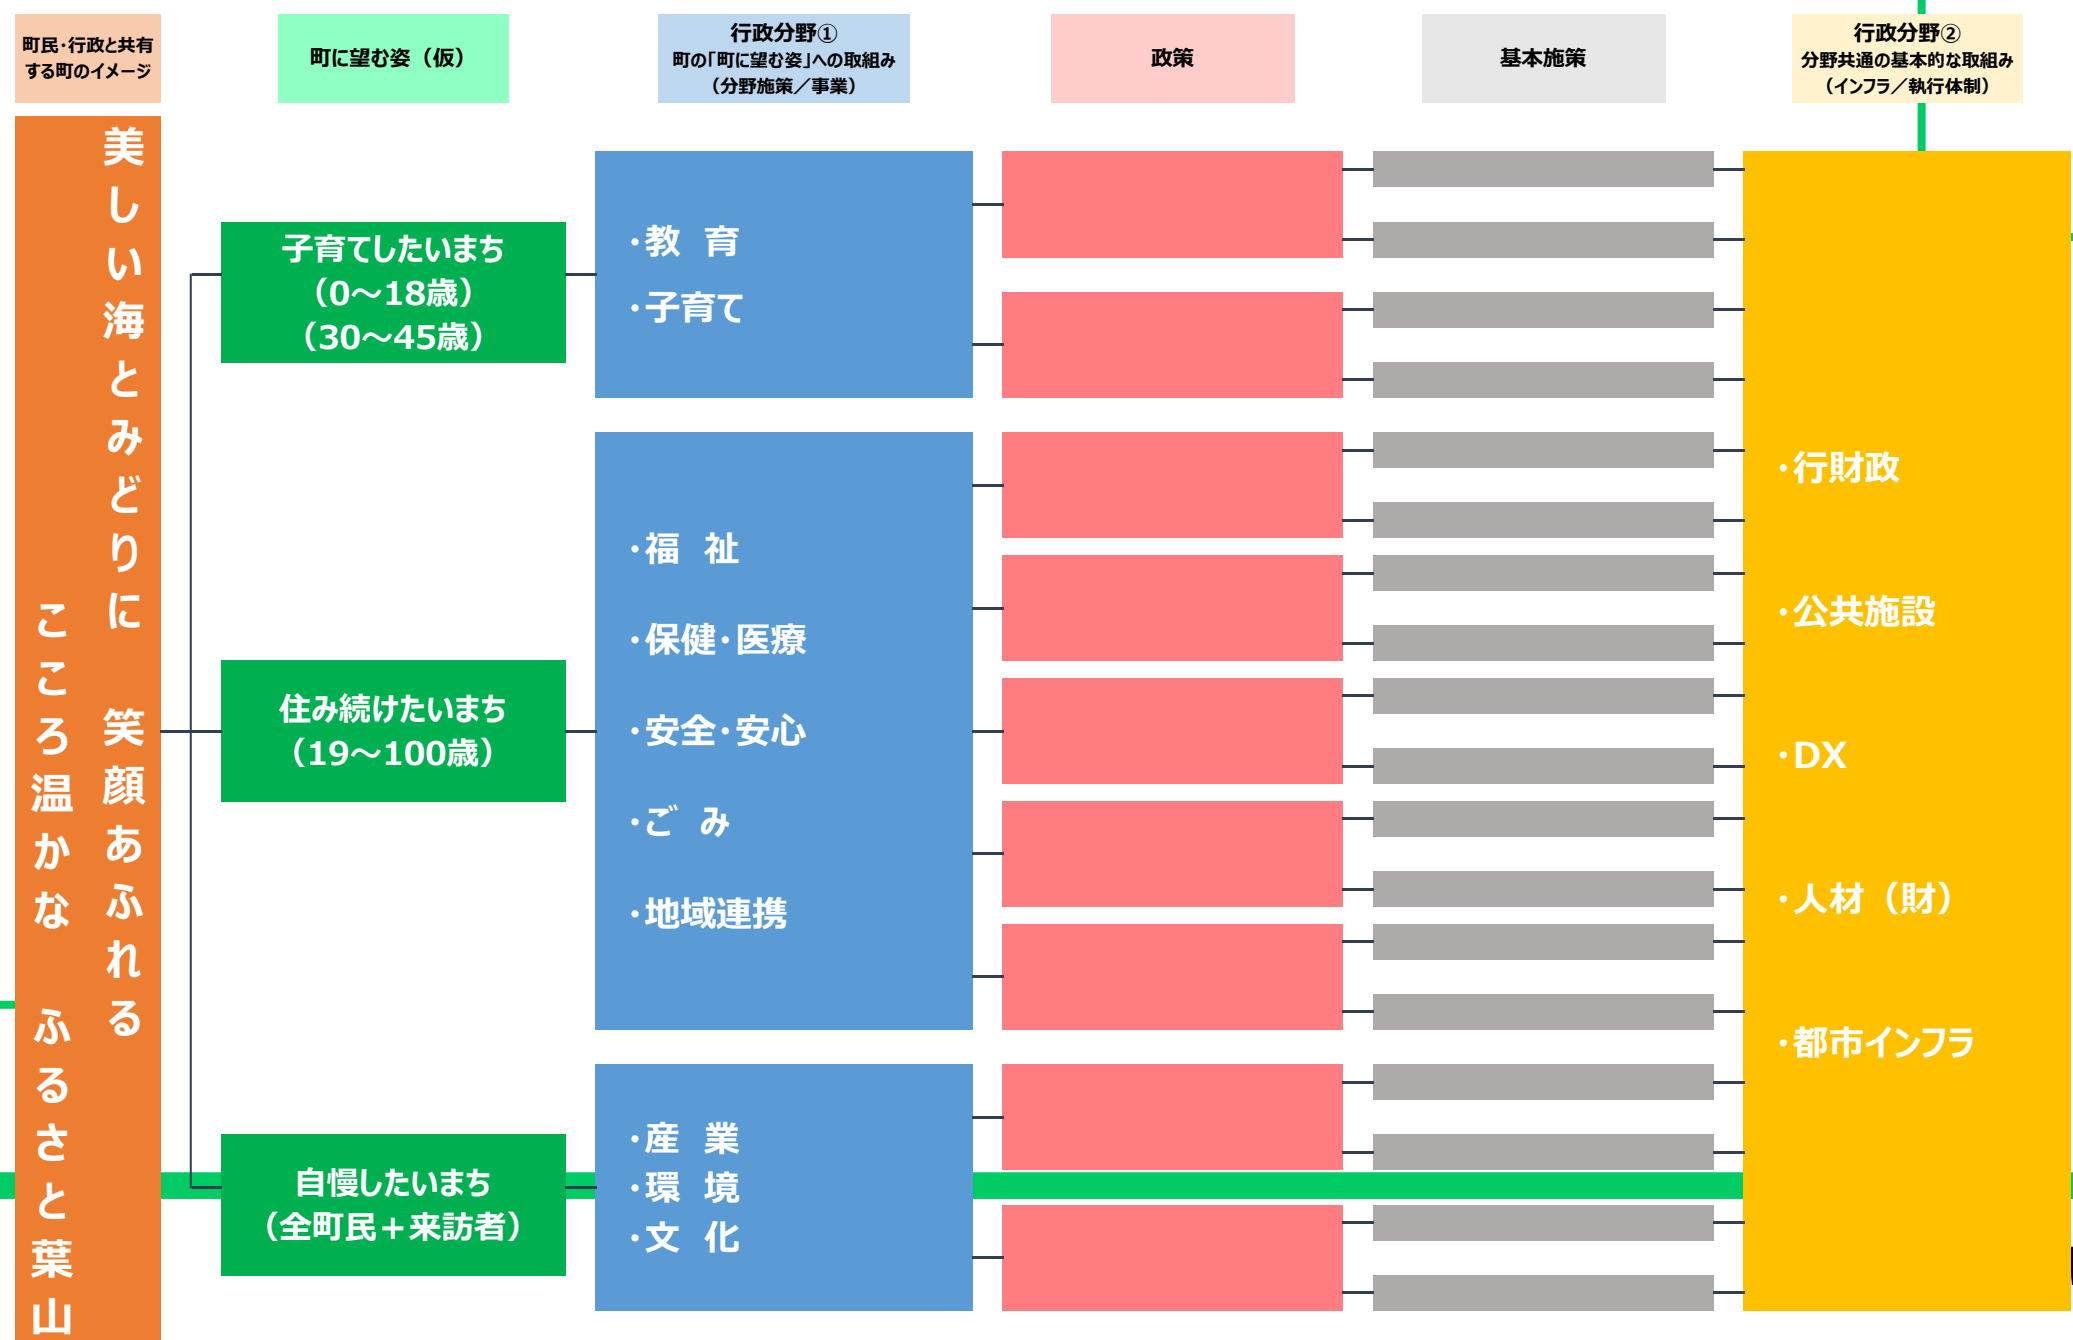 町民・行政と共有
する町のイメージ
町に望む姿（仮）
行政分野①
町の「町に望む姿」への取組み
（分野施策／事業）
政策
基本施策
行政分野②
分野共通の基本的な取組み
（インフラ／執行体制）
美しい海とみどりに　笑顔あふれる
こころ温かな　ふるさと葉山
子育てしたいまち
（0～18歳）
（30～45歳）
・教　育
・子育て
住み続けたいまち
（19～100歳）
・福　祉
・保健・医療
・安全・安心
・ご　み
・地域連携
自慢したいまち
（全町民＋来訪者）
・産　業
・環　境
・文　化
・行財政
・公共施設
・DX
・人材（財）
・都市インフラ